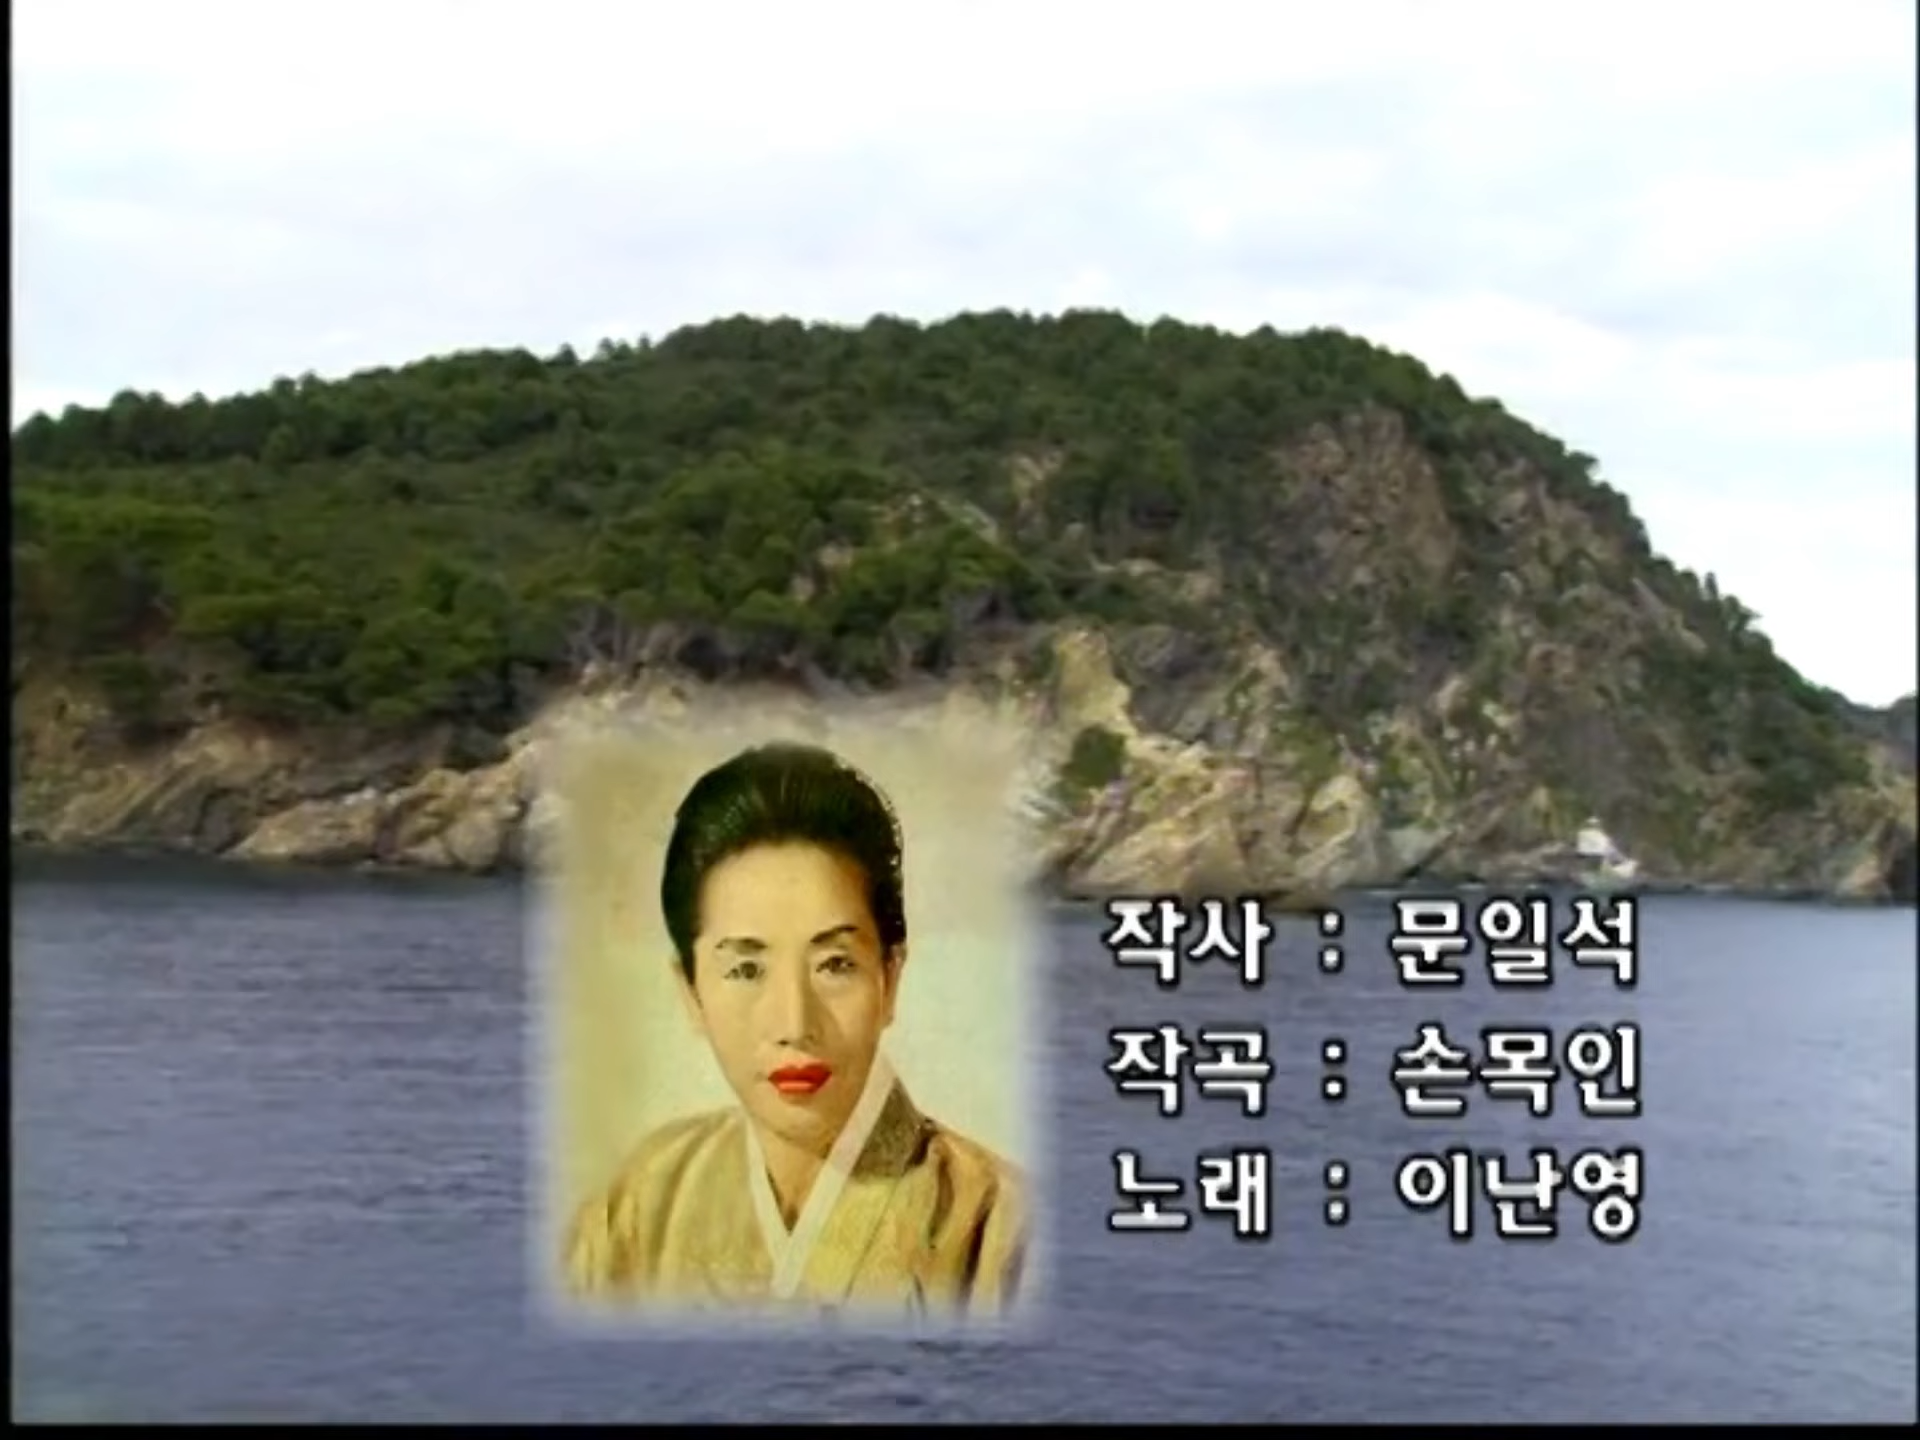 작사 : 문일석
작곡 : 손목인
노래 : 이난영